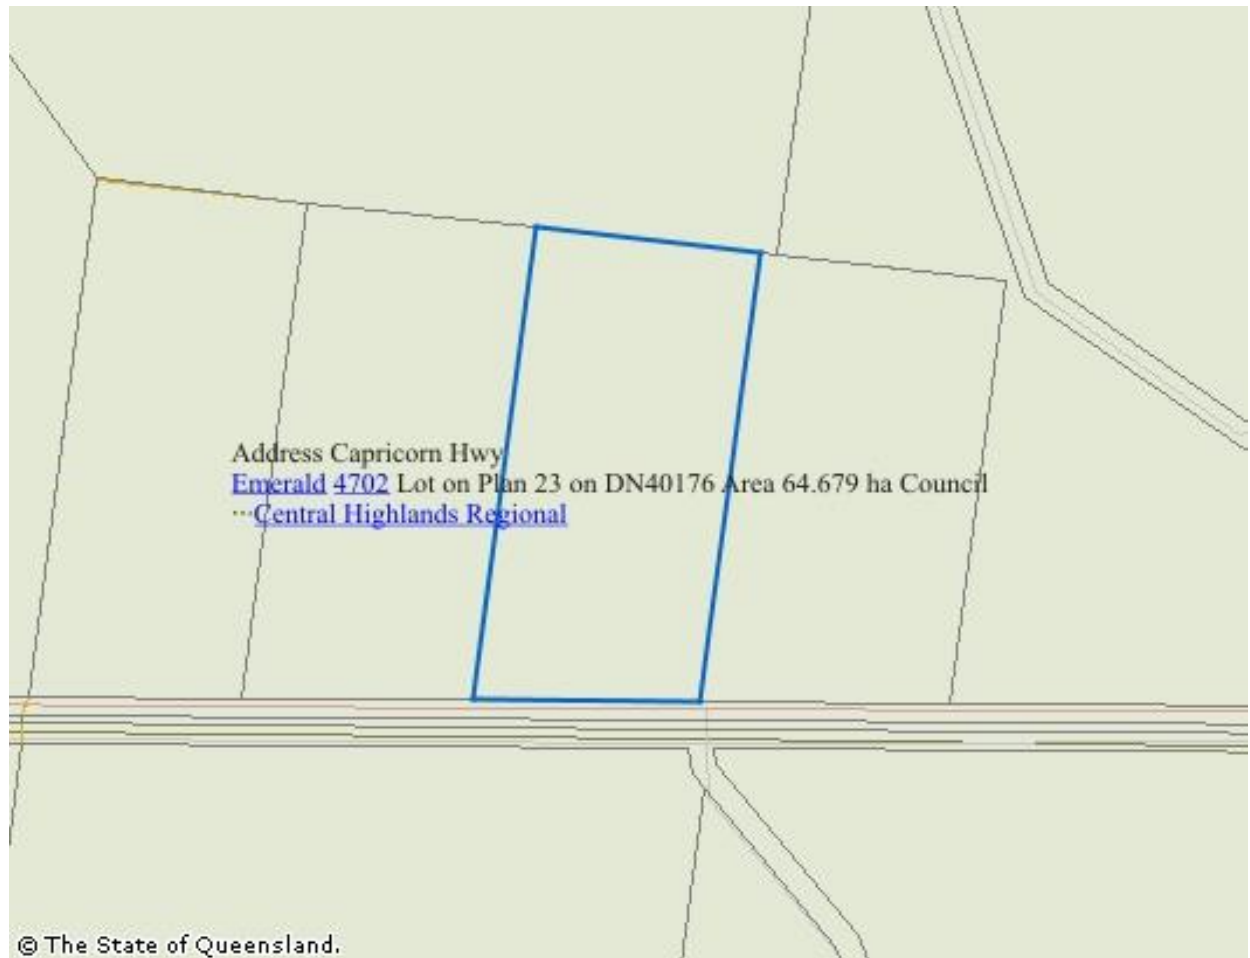 Address Capricorn Hwy
Emerald 4702 Lot on Plan 23 on DN40176 Area 64.679 ha Council
Central Highlands Regional
© The State of Queensland.